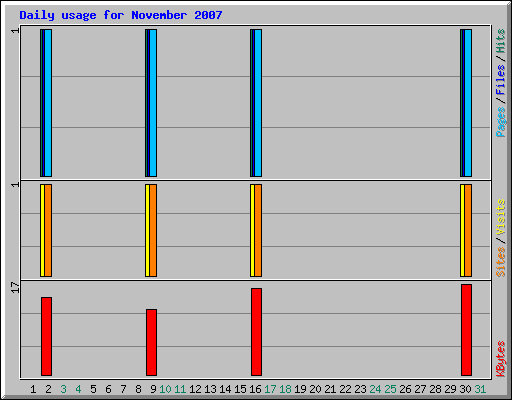 Daily usage for November 2007
1
Pages / Files / Hits
1
Sites / Visits
17
KBytes
1 2 3 4 5 6 7 8 9 10 11 12 13 14 15 16 17 18 19 20 21 22 23 24 25 26 27 28 29 30 31